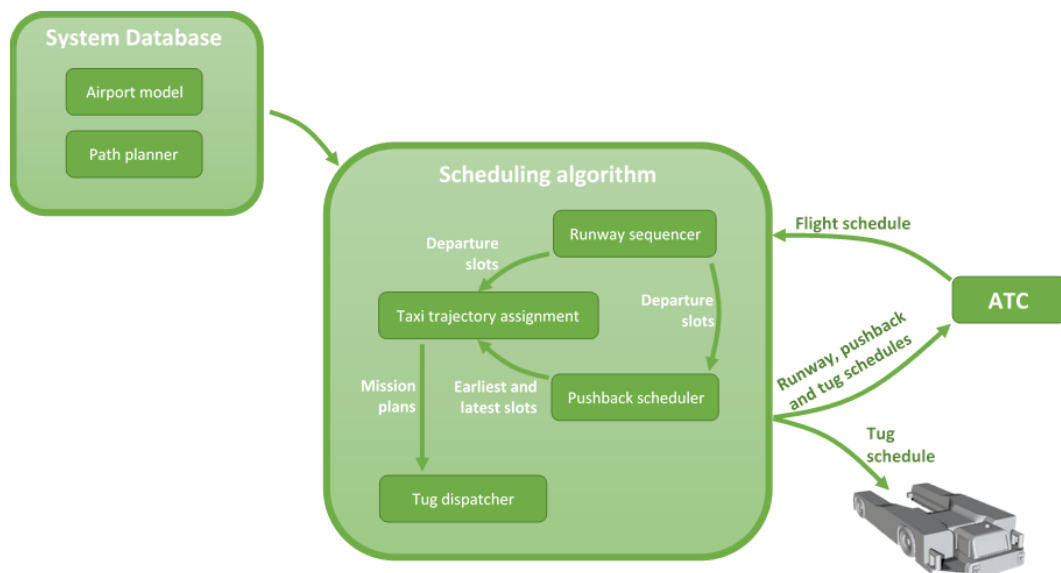 System Database
Airport model
Path planner
Scheduling algorithm
Runway sequencer
Departure
slots
Departure
slots
Taxi trajectory assignment
Mission
plans
Earliest and
latest slots
Pushback scheduler
Tug dispatcher
Flight schedule
ATC
Runway, pushback
and tug schedules
Tug
schedule